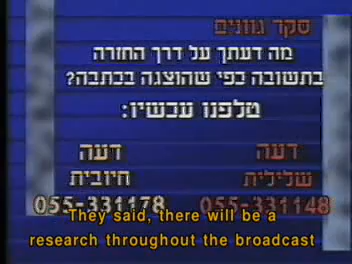 סקר גוונים
מה דעתך על דרך החזרה
בתשובה כפי שהוצגה בכתבה?
טלפנו עכשיו:
דעה שלילית 055-331148
דעה חיובית 055-331178
They said, there will be a
research throughout the broadcast